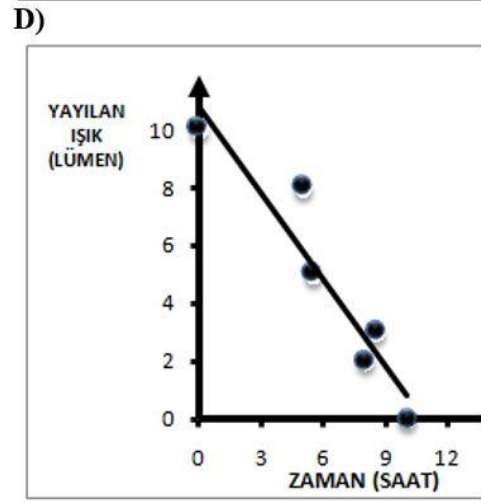 D)
YAYILAN
IŞIK
(LÜMEN)
10
8
6
4
2
0
0 3 6 9 12
ZAMAN (SAAT)